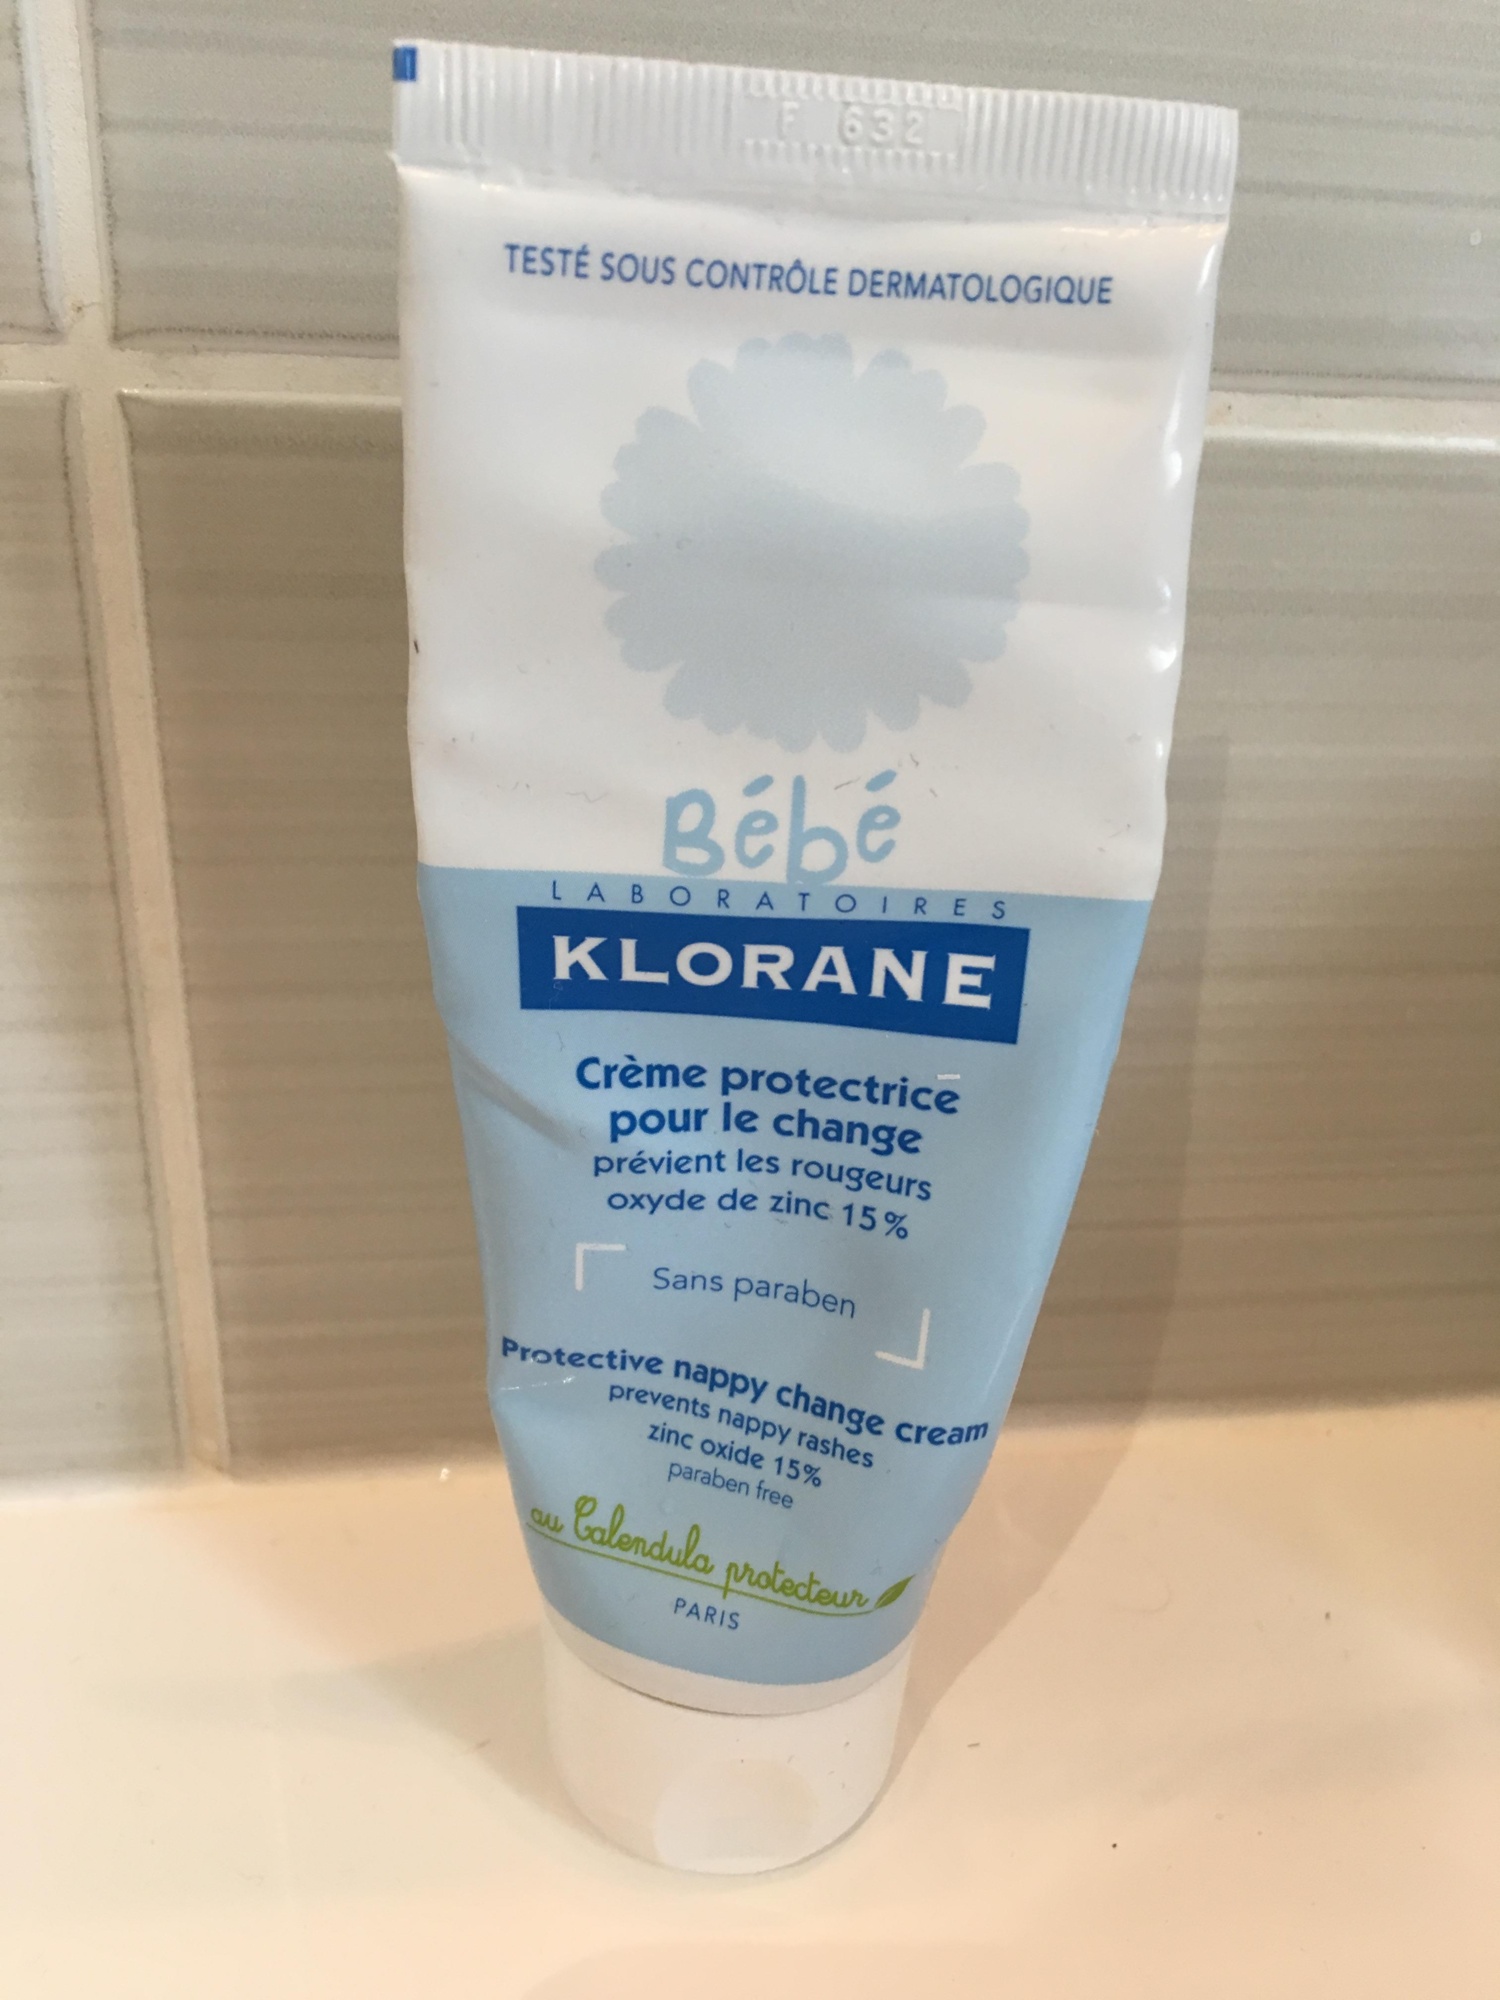 F 632
TESTÉ SOUS CONTRÔLE DERMATOLOGIQUE
Bébé
LABORATOIRES
KLORANE
Crème protectrice
pour le change
prévient les rougeurs
oxyde de zinc 15%
Sans paraben
Protective nappy change cream
prevents nappy rashes
zinc oxide 15%
paraben free
au Calendula protecteur
PARIS